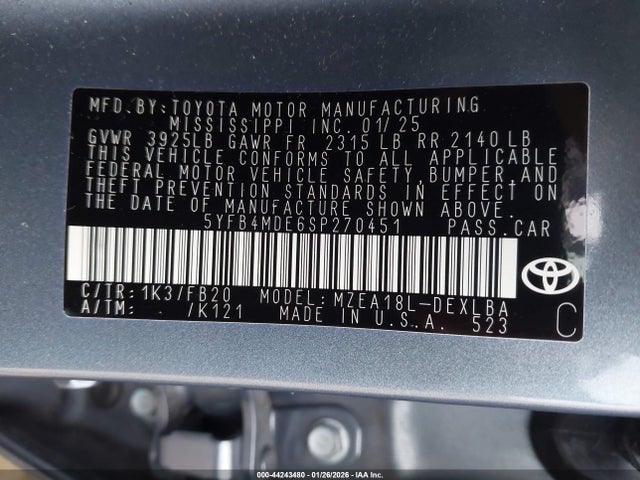 MFD.BY:TOYOTA MOTOR MANUFACTURING
MISSISSIPPI INC. 01/25
GVWR 3925LB GAWR FR 2315 LB RR 2140 LB
THIS VEHICLE CONFORMS TO ALL APPLICABLE
FEDERAL MOTOR VEHICLE SAFETY, BUMPER, AND
THEFT PREVENTION STANDARDS IN EFFECT ON
THE DATE OF MANUFACTURE SHOWN ABOVE.
5YFB4MDE6SP270451 PASS.CAR
C/TR: 1K3/FB20 MODEL: MZEA18L-DEXLBA
A/TM: /K121 MADE IN U.S.A. 523 C
000-44243480 | 01/26/2026 | IAA Inc.